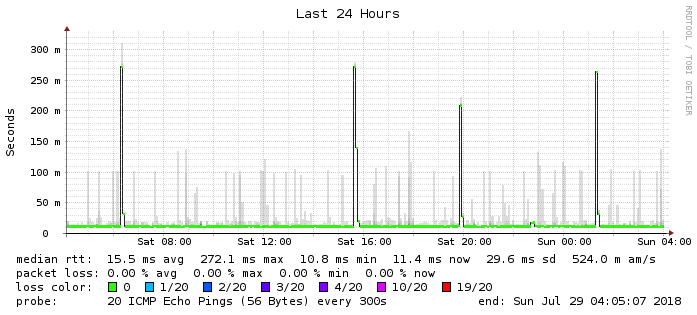 Last 24 Hours
RRDTOOL / TOBI OETIKER
Seconds
300 m
250 m
200 m
150 m
100 m
50 m
0
Sat 08:00 Sat 12:00 Sat 16:00 Sat 20:00 Sun 00:00 Sun 04:00
median rtt: 15.5 ms avg 272.1 ms max 10.8 ms min 11.4 ms now 29.6 ms sd 524.0 m am/s
packet loss: 0.00 % avg 0.00 % max 0.00 % min 0.00 % now
loss color: 0 1/20 2/20 3/20 4/20 10/20 19/20
probe: 20 ICMP Echo Pings (56 Bytes) every 300s end: Sun Jul 29 04:05:07 2018